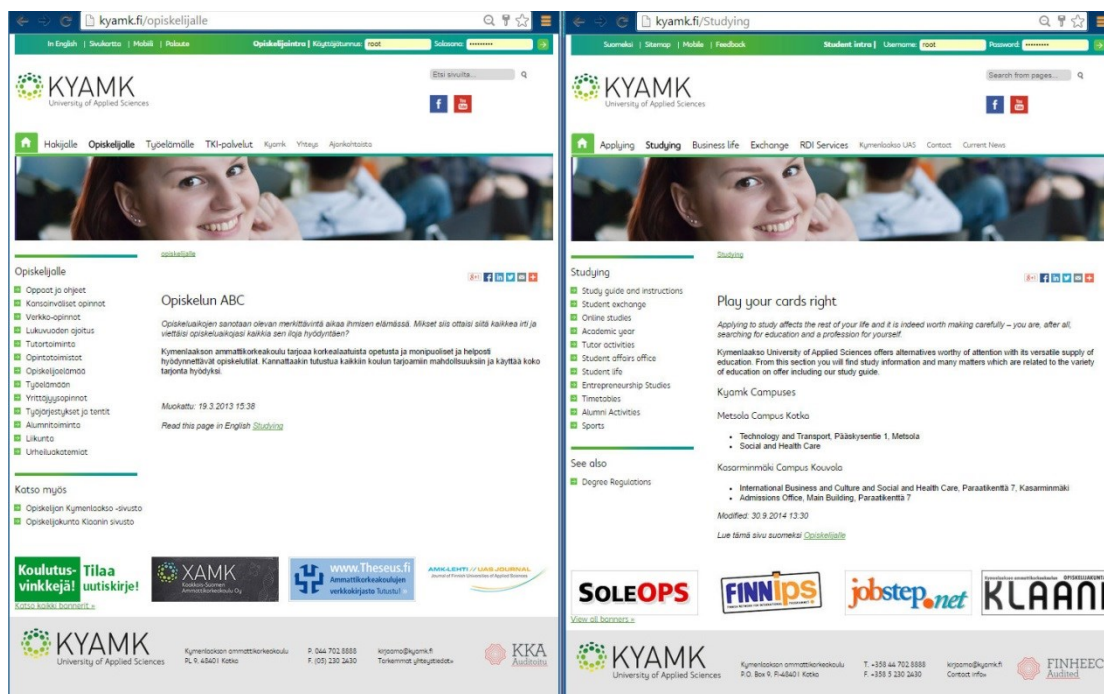 kyamk.fi/opiskelijalle
In English | Sivukartta | Mobiili | Palaute
Opiskelijaintra | Käyttäjätunnus: root Salasana: ••••••••
Etsi sivuilta...
KYAMK
University of Applied Sciences
Hakijalle Opiskelijalle Työelämälle TKI-palvelut Kyamk Yhteys Ajankohtaista
opiskelijalle
Opiskelijalle
Oppaat ja ohjeet
Kansainväliset opinnot
Verkko-opinnot
Lukuvuoden ajoitus
Tutortoiminta
Opintotoimistot
Opiskelijaelämää
Työelämään
Yrittäjyysopinnot
Työjärjestykset ja tentit
Alumnitoiminta
Liikunta
Urheiluakatemiat
Opiskelun ABC
Opiskeluaikojen sanotaan olevan merkittävintä aikaa ihmisen elämässä. Mikset siis ottaisi siitä kaikkea irti ja
viettäisi opiskeluaikojasi kaikkia sen iloja hyödyntäen?
Kymenlaakson ammattikorkeakoulu tarjoaa korkealaatuista opetusta ja monipuoliset ja helposti
hyödynnettävät opiskelutilat. Kannattaakin tutustua kaikkiin koulun tarjoamiin mahdollisuuksiin ja käyttää koko
tarjonta hyödyksi.
Muokattu: 19.3.2013 15:38
Read this page in English Studying
Katso myös
Opiskelijan Kymenlaakso -sivusto
Opiskelijakunta Klaanin sivusto
Koulutus-
vinkkejä!
Tilaa
uutiskirje!
XAMK
Kaakkois-Suomen
Ammattikorkeakoulu Oy
www.Theseus.fi
Ammattikorkeakoulujen
verkkokirjasto Tutustu!
AMK-LEHTI // UAS JOURNAL
Journal of Finnish Universities of Applied Sciences
Katso kaikki bannerit »
KYAMK
University of Applied Sciences
Kymenlaakson ammattikorkeakoulu
PL 9, 48401 Kotka
P. 044 702 8888
F. (05) 230 2430
kirjaamo@kyamk.fi
Tarkemmat yhteystiedot»
KKA
Auditoitu
kyamk.fi/Studying
Suomeksi | Sitemap | Mobile | Feedback
Student intra | Username: root Password: ••••••••
Search from pages...
KYAMK
University of Applied Sciences
Applying Studying Business life Exchange RDI Services Kymenlaakso UAS Contact Current News
Studying
Studying
Study guide and instructions
Student exchange
Online studies
Academic year
Tutor activities
Student affairs office
Student life
Entrepreneurship Studies
Timetables
Alumni Activities
Sports
See also
Degree Regulations
Play your cards right
Applying to study affects the rest of your life and it is indeed worth making carefully – you are, after all,
searching for education and a profession for yourself.
Kymenlaakso University of Applied Sciences offers alternatives worthy of attention with its versatile supply of
education. From this section you will find study information and many matters which are related to the variety
of education on offer including our study guide.
Kyamk Campuses
Metsola Campus Kotka
Technology and Transport, Pääskysentie 1, Metsola
Social and Health Care
Kasarminmäki Campus Kouvola
International Business and Culture and Social and Health Care, Paraatikenttä 7, Kasarminmäki
Admissions Office, Main Building, Paraatikenttä 7
Modified: 30.9.2014 13:30
Lue tämä sivu suomeksi Opiskelijalle
SOLEOPS
FINNips
jobstep.net
Kymenlaakson ammattikorkeakoulun OPISKELIJAKUNTA
KLAANI
View all banners »
KYAMK
University of Applied Sciences
Kymenlaakson ammattikorkeakoulu
P.O. Box 9, FI-48401 Kotka
T. +358 44 702 8888
F. +358 5 230 2430
kirjaamo@kyamk.fi
Contact info»
FINHEEC
Audited